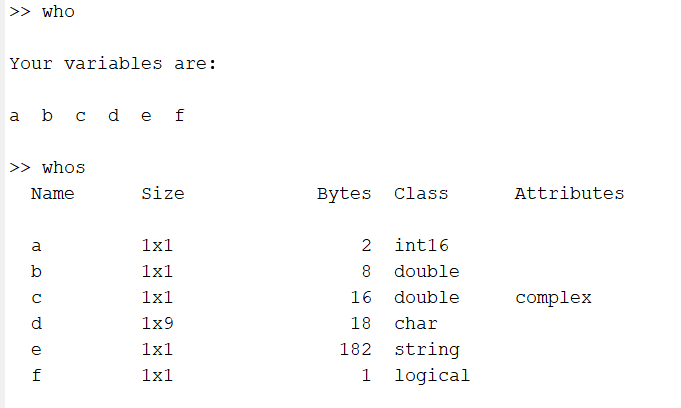 >> who
Your variables are:
a  b  c  d  e  f
>> whos
  Name      Size            Bytes  Class      Attributes
  a         1x1                 2  int16
  b         1x1                 8  double
  c         1x1                16  double     complex
  d         1x9                18  char
  e         1x1               182  string
  f         1x1                 1  logical